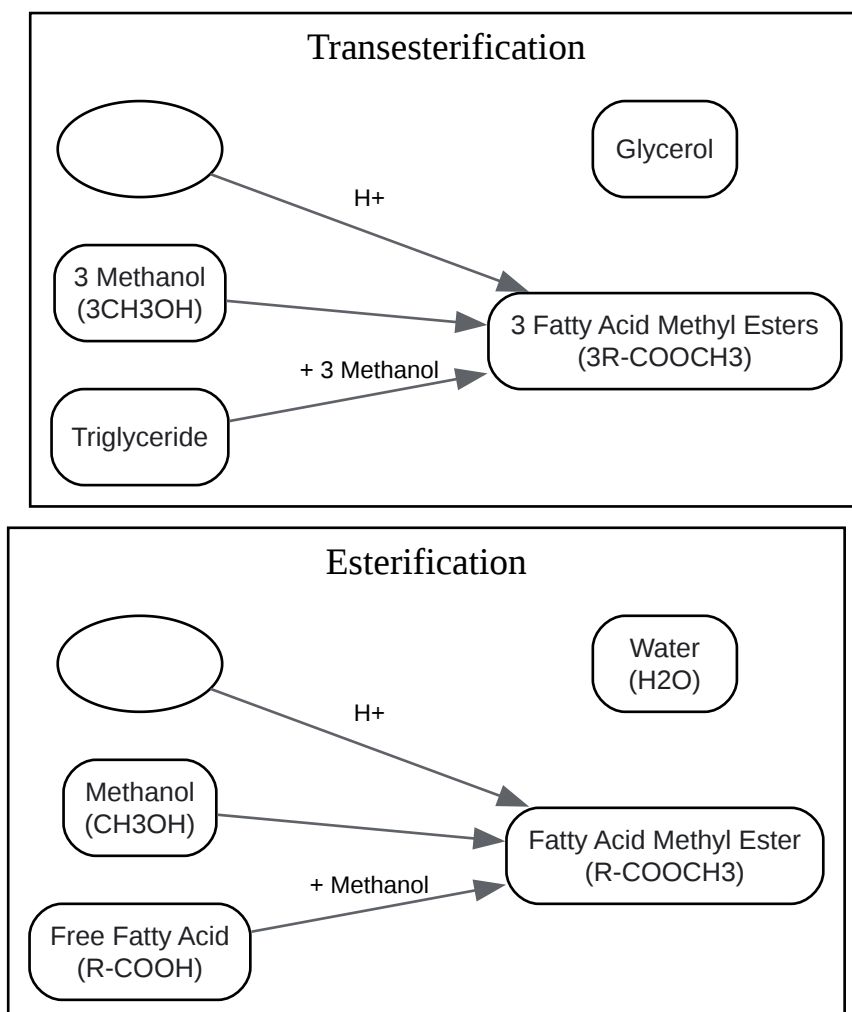 Transesterification
Glycerol
H+
3 Methanol
(3CH3OH)
3 Fatty Acid Methyl Esters
(3R-COOCH3)
+ 3 Methanol
Triglyceride
Esterification
Water
(H2O)
H+
Methanol
(CH3OH)
Fatty Acid Methyl Ester
(R-COOCH3)
+ Methanol
Free Fatty Acid
(R-COOH)